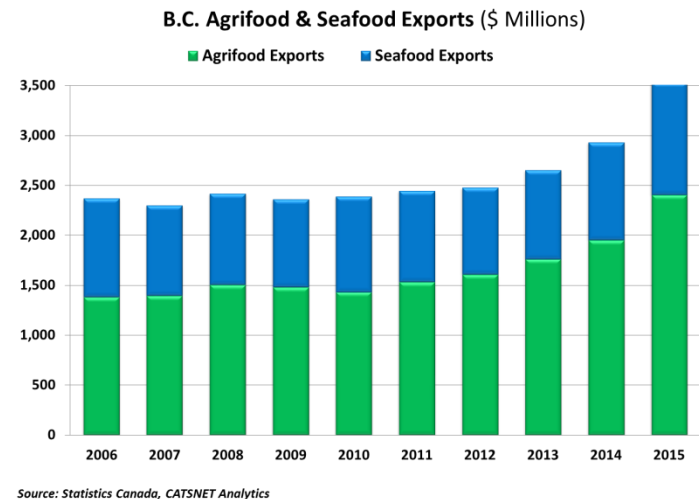 B.C. Agrifood & Seafood Exports ($ Millions)
Agrifood Exports Seafood Exports
3,500
3,000
2,500
2,000
1,500
1,000
500
0
2006 2007 2008 2009 2010 2011 2012 2013 2014 2015
Source: Statistics Canada, CATSNET Analytics